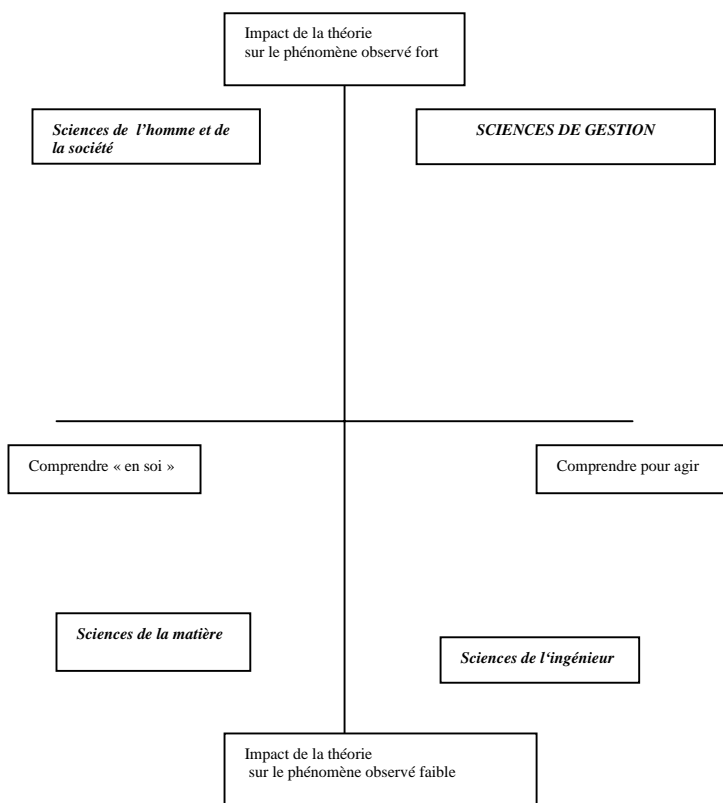 Impact de la théorie
sur le phénomène observé fort
Sciences de l'homme et de
la société
SCIENCES DE GESTION
Comprendre « en soi »
Comprendre pour agir
Sciences de la matière
Sciences de l‘ingénieur
Impact de la théorie
sur le phénomène observé faible